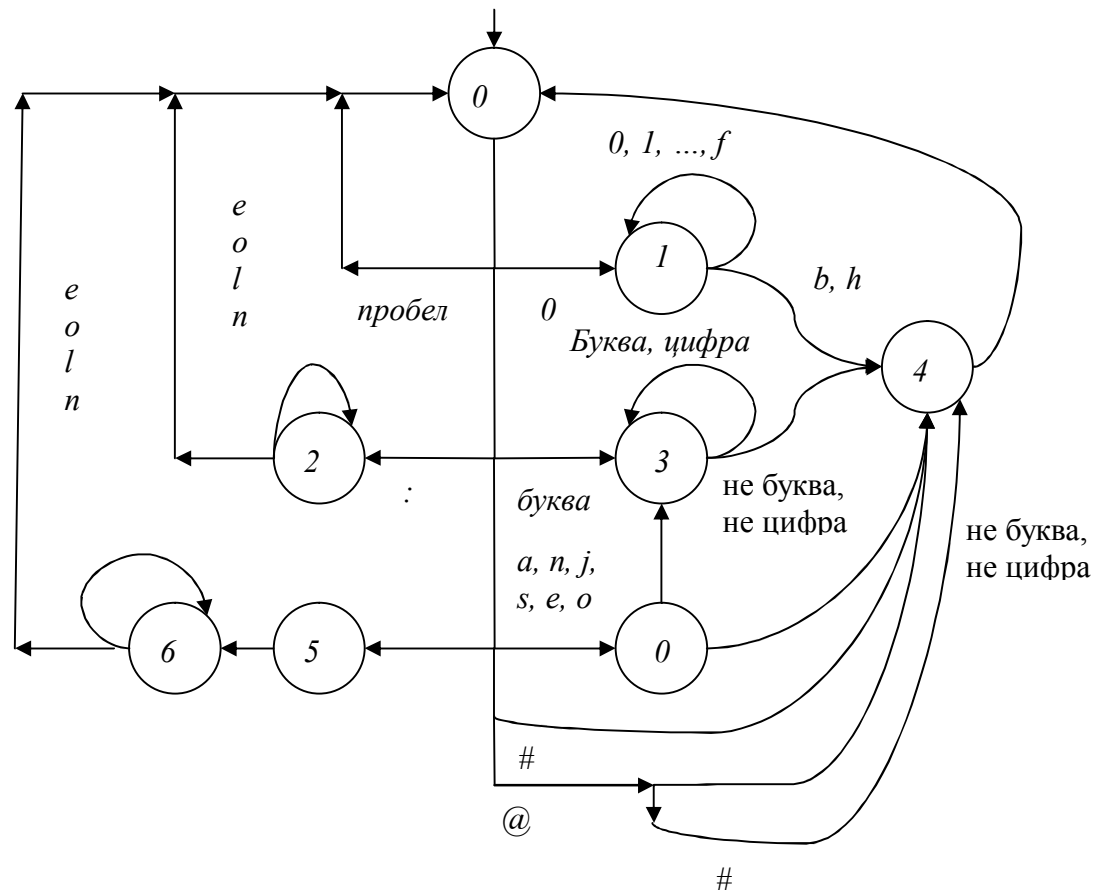 0
0, 1, ..., f
e
o
l
n
e
o
l
n
1
b, h
пробел
0
Буква, цифра
4
2
3
:
буква
не буква,
не цифра
a, n, j,
s, e, o
не буква,
не цифра
6
5
0
#
@
#